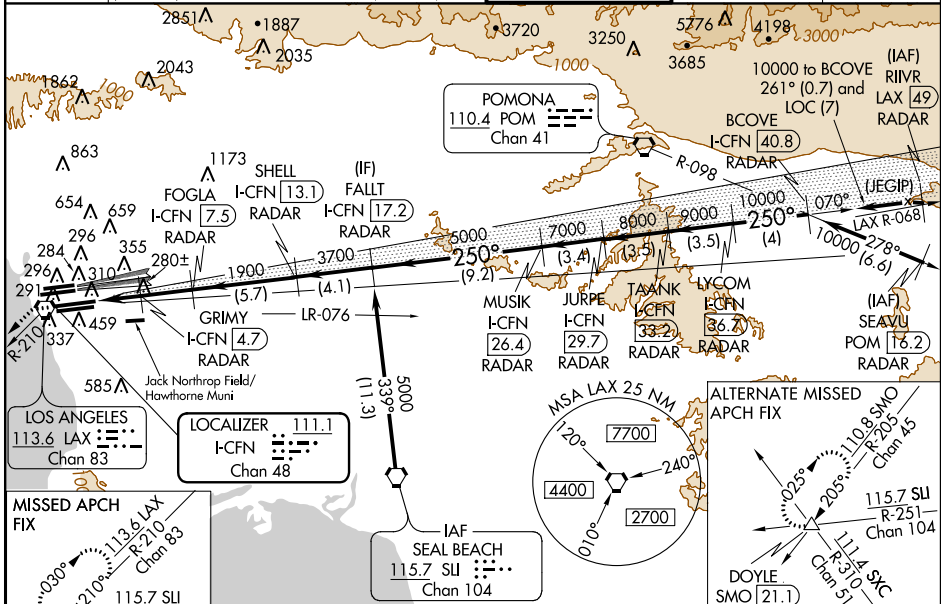 2851
1887
2035
3720
3250
5776
4198
3685
3000
1000
2043
1862
1000
10000 to BCOVE
261° (0.7) and
LOC (7)
(IAF)
RIIVR
LAX 49
RADAR
POMONA
110.4 POM
Chan 41
BCOVE
I-CFN 40.8
RADAR
R-098
863
1173
654
659
296
284
355
296
310
280±
291
459
337
585
FOGLA
I-CFN 7.5
RADAR
SHELL
I-CFN 13.1
RADAR
(IF)
FALLT
I-CFN 17.2
RADAR
(JEGIP)
LAX R-068
070°
10000
250°
(4)
9000
(3.5)
8000
(3.5)
7000
(3.4)
5000
250°
(9.2)
3700
(4.1)
1900
(5.7)
LR-076
278°
10000
(6.6)
GRIMY
I-CFN 4.7
RADAR
MUSIK
I-CFN
26.4
RADAR
JURPE
I-CFN
29.7
RADAR
TAANK
I-CFN
33.2
RADAR
LYCOM
I-CFN
36.7
RADAR
(IAF)
SEAVU
POM 16.2
RADAR
R-210
Jack Northrop Field/
Hawthorne Muni
LOS ANGELES
113.6 LAX
Chan 83
LOCALIZER 111.1
I-CFN
Chan 48
5000
339°
(11.3)
IAF
SEAL BEACH
115.7 SLI
Chan 104
MSA LAX 25 NM
120°
7700
240°
4400
2700
010°
MISSED APCH
FIX
113.6 LAX
R-210
Chan 83
030°
210°
115.7 SLI
ALTERNATE MISSED
APCH FIX
110.8 SMO
R-205
Chan 45
025°
205°
115.7 SLI
R-251
Chan 104
111.4 SXC
R-310
Chan 51
DOYLE
SMO 21.1